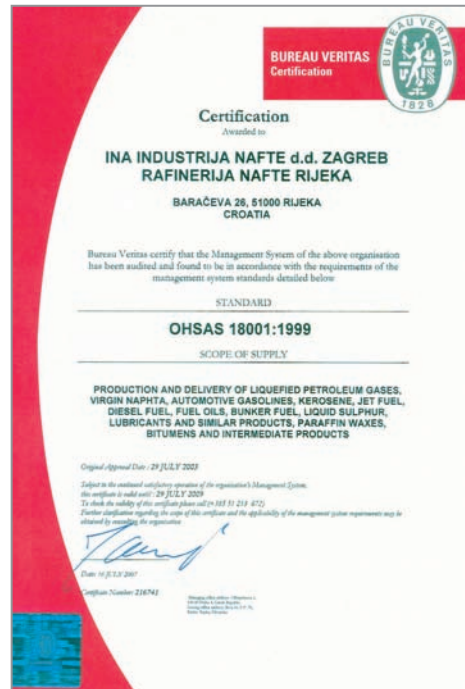 BUREAU VERITAS
Certification
BUREAU VERITAS
1828
Certification
Awarded to
INA INDUSTRIJA NAFTE d.d. ZAGREB
RAFINERIJA NAFTE RIJEKA
BARAČEVA 26, 51000 RIJEKA
CROATIA
Bureau Veritas certify that the Management System of the above organisation
has been audited and found to be in accordance with the requirements of the
management system standards detailed below
STANDARD
OHSAS 18001:1999
SCOPE OF SUPPLY
PRODUCTION AND DELIVERY OF LIQUEFIED PETROLEUM GASES,
VIRGIN NAPHTA, AUTOMOTIVE GASOLINES, KEROSENE, JET FUEL,
DIESEL FUEL, FUEL OILS, BUNKER FUEL, LIQUID SULPHUR,
LUBRICANTS AND SIMILAR PRODUCTS, PARAFFIN WAXES,
BITUMENS AND INTERMEDIATE PRODUCTS
Original Approval Date : 29 JULY 2003
Subject to the continued satisfactory operation of the organisation's Management System,
this certificate is valid until : 29 JULY 2009
To check the validity of this certificate please call
Further clarification regarding the scope of this certificate and the applicability of the management system requirements may be
obtained by consulting the organisation
Date: JULY 2007
Certificate Number: 216743